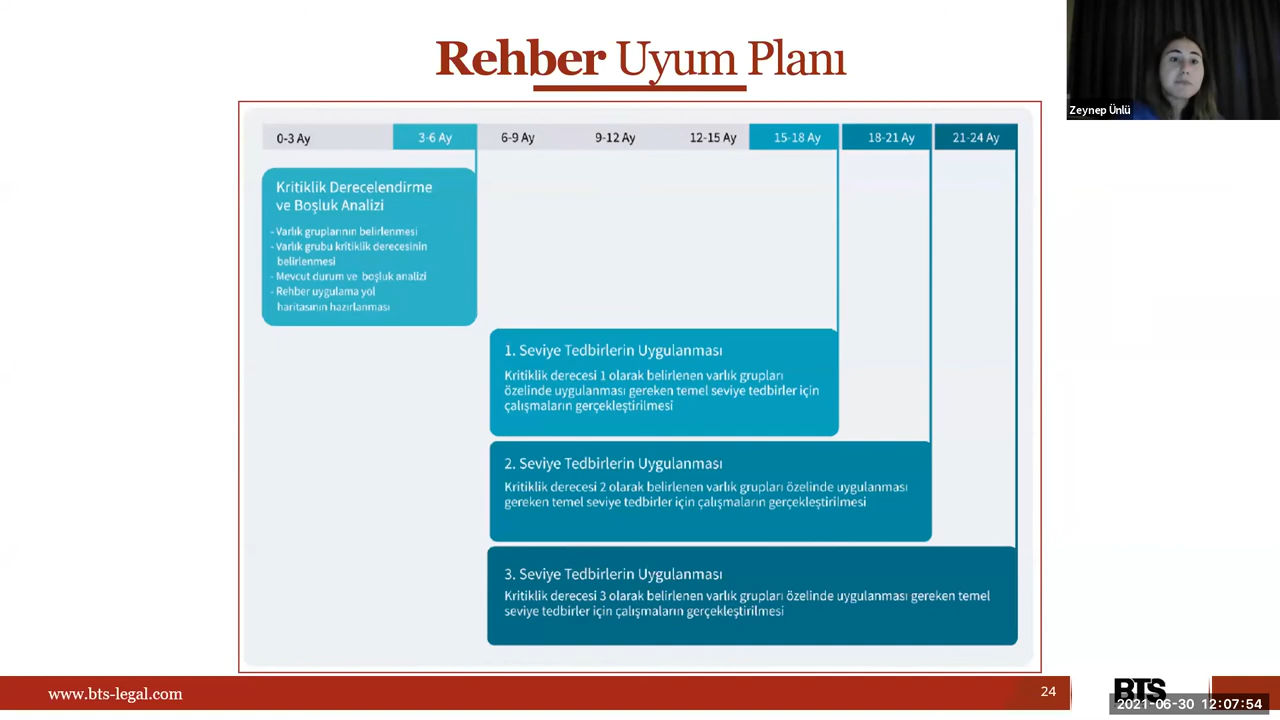 Rehber Uyum Planı
Zeynep Ünlü
0-3 Ay 3-6 Ay 6-9 Ay 9-12 Ay 12-15 Ay 15-18 Ay 18-21 Ay 21-24 Ay
Kritiklik Derecelendirme
ve Boşluk Analizi
- Varlık gruplarının belirlenmesi
- Varlık grubu kritiklik derecesinin
belirlenmesi
- Mevcut durum ve boşluk analizi
- Rehber uygulama yol
haritasının hazırlanması
1. Seviye Tedbirlerin Uygulanması
Kritiklik derecesi 1 olarak belirlenen varlık grupları
özelinde uygulanması gereken temel seviye tedbirler için
çalışmaların gerçekleştirilmesi
2. Seviye Tedbirlerin Uygulanması
Kritiklik derecesi 2 olarak belirlenen varlık grupları özelinde uygulanması
gereken temel seviye tedbirler için çalışmaların gerçekleştirilmesi
3. Seviye Tedbirlerin Uygulanması
Kritiklik derecesi 3 olarak belirlenen varlık grupları özelinde uygulanması gereken temel
seviye tedbirler için çalışmaların gerçekleştirilmesi
www.bts-legal.com
24
BTS
2021-06-30 12:07:54